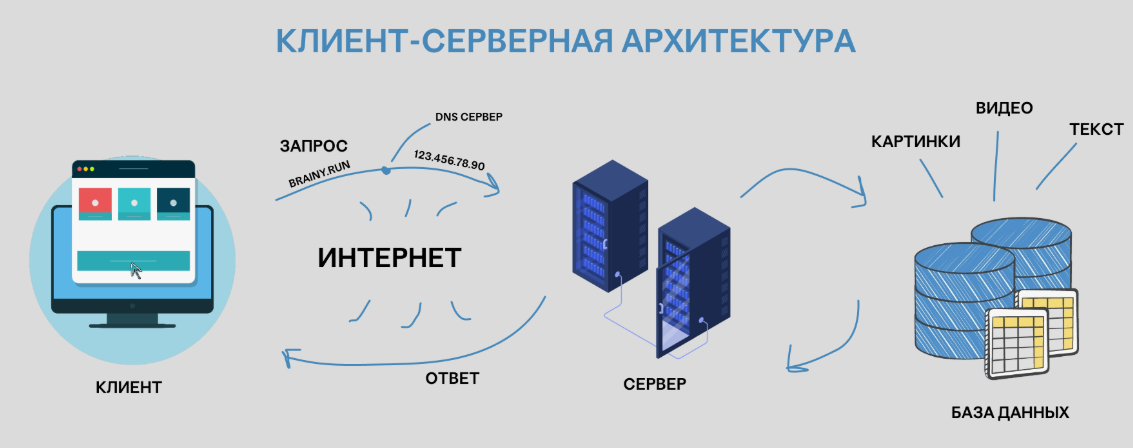 КЛИЕНТ-СЕРВЕРНАЯ АРХИТЕКТУРА
ВИДЕО
DNS СЕРВЕР
ТЕКСТ
ЗАПРОС
КАРТИНКИ
BRAINY.RUN
123.456.78.90
ИНТЕРНЕТ
ОТВЕТ
КЛИЕНТ
СЕРВЕР
БАЗА ДАННЫХ